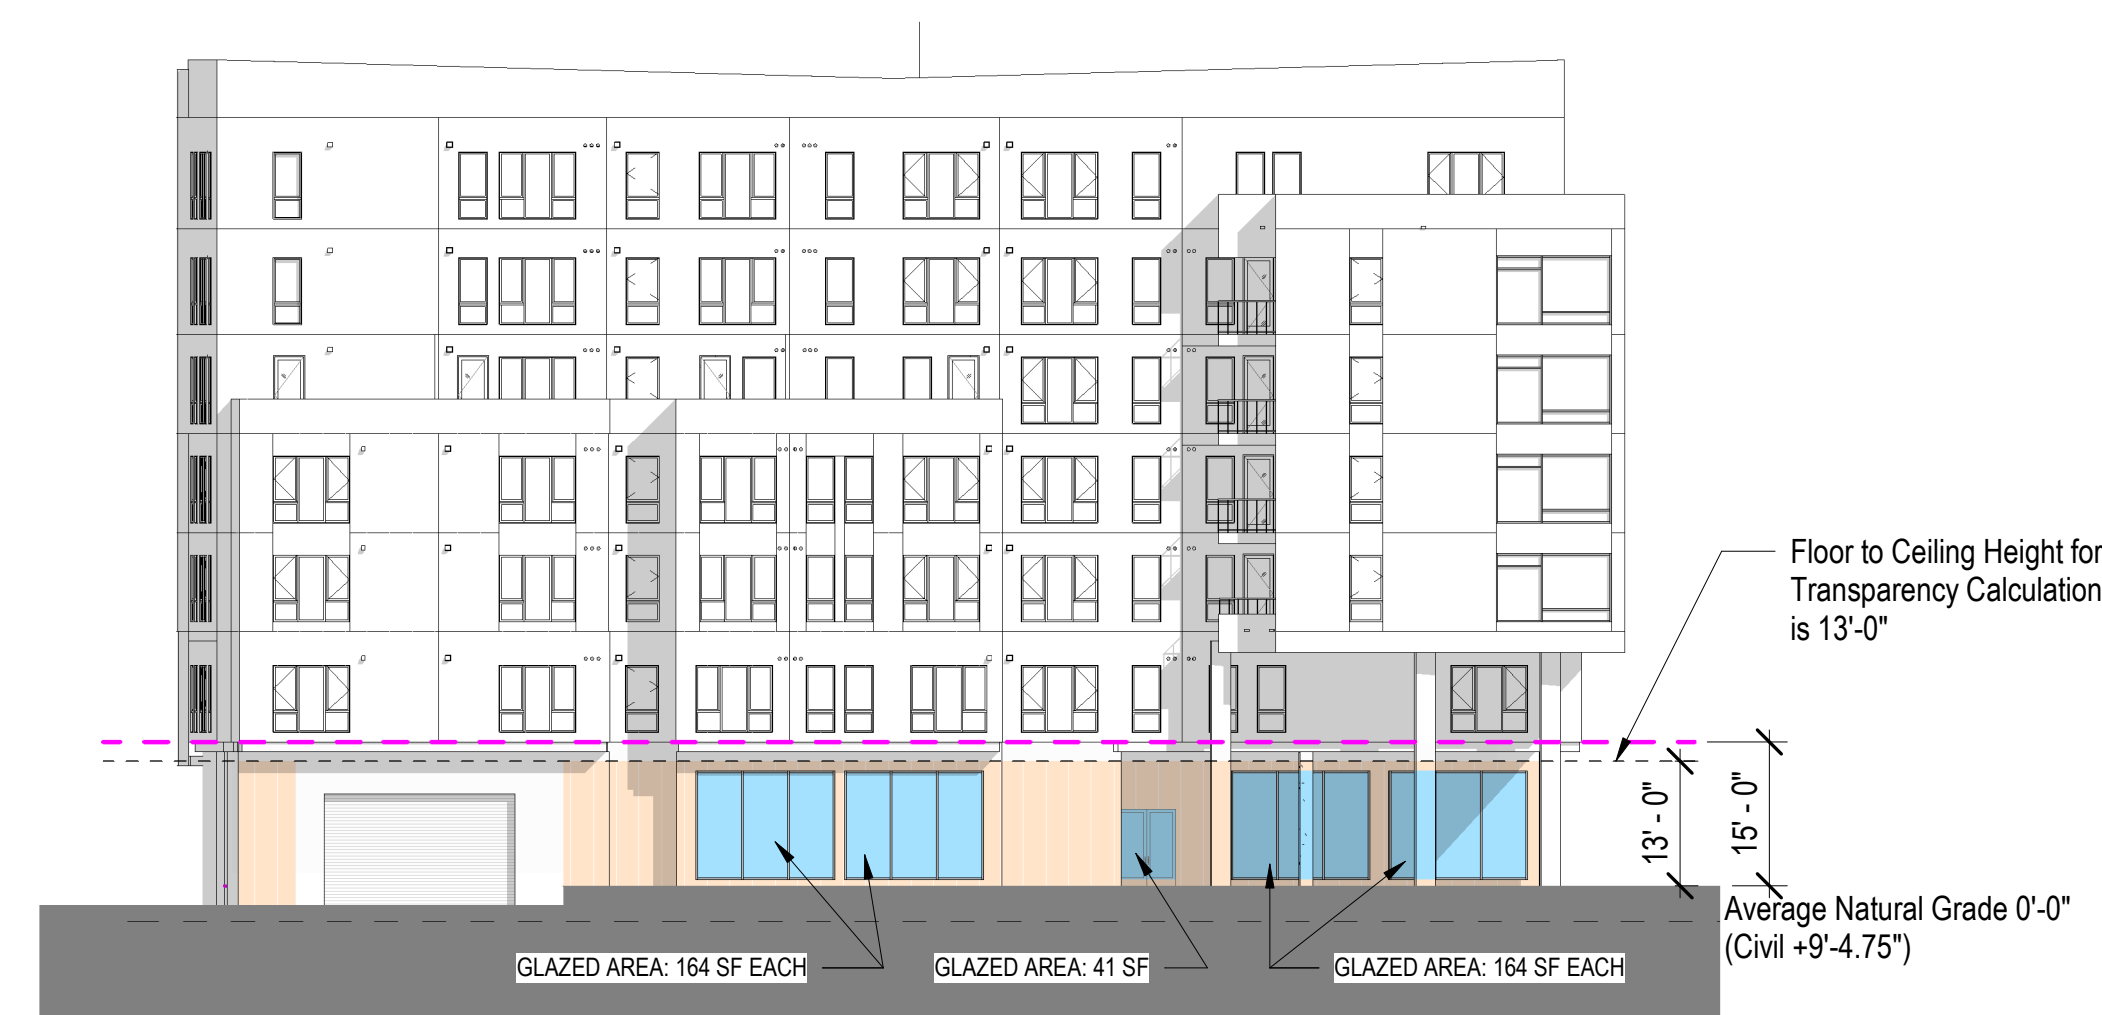 Floor to Ceiling Height for
Transparency Calculation
is 13'-0"
13' - 0"
15' - 0"
Average Natural Grade 0'-0"
(Civil +9'-4.75")
GLAZED AREA: 164 SF EACH
GLAZED AREA: 41 SF
GLAZED AREA: 164 SF EACH